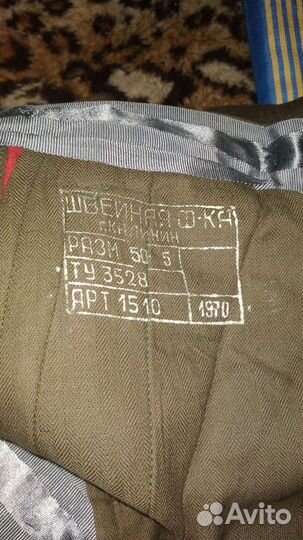 ШВЕЙНАЯ Ф-КА
г.КАЛИНИН
РАЗМ 50 5
ТУ 3528
АРТ 1510 1970
Avito